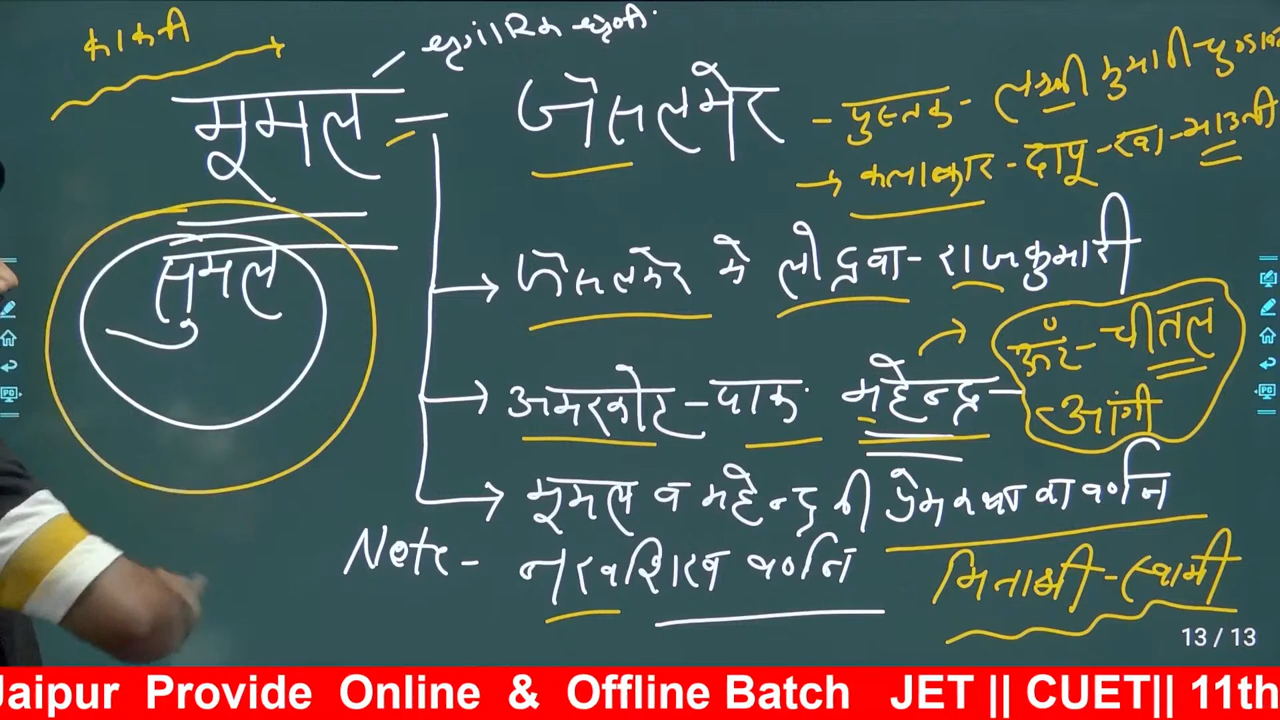 काकनी
मूमल - जैसलमेर
- पुस्तक - लक्ष्मी कुमारी - चुण्डावत
→ कलाकार - दापू - खा -
सुमल
→ जैसलमेर में लोद्रवा - राजकुमारी
→ अमरकोट - पाक महेन्द्र -
ऊंट - चीतल
आंगी
→ मूमल व महेन्द्र की प्रेमकथा का वर्णन
Note - नखशिख वर्णन
मिताक्षी - स्वामी
13 / 13
Jaipur Provide Online & Offline Batch JET || CUET|| 11th